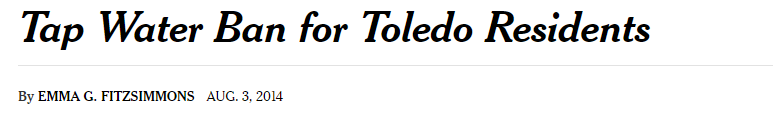 Tap Water Ban for Toledo Residents
By EMMA G. FITZSIMMONS AUG. 3, 2014